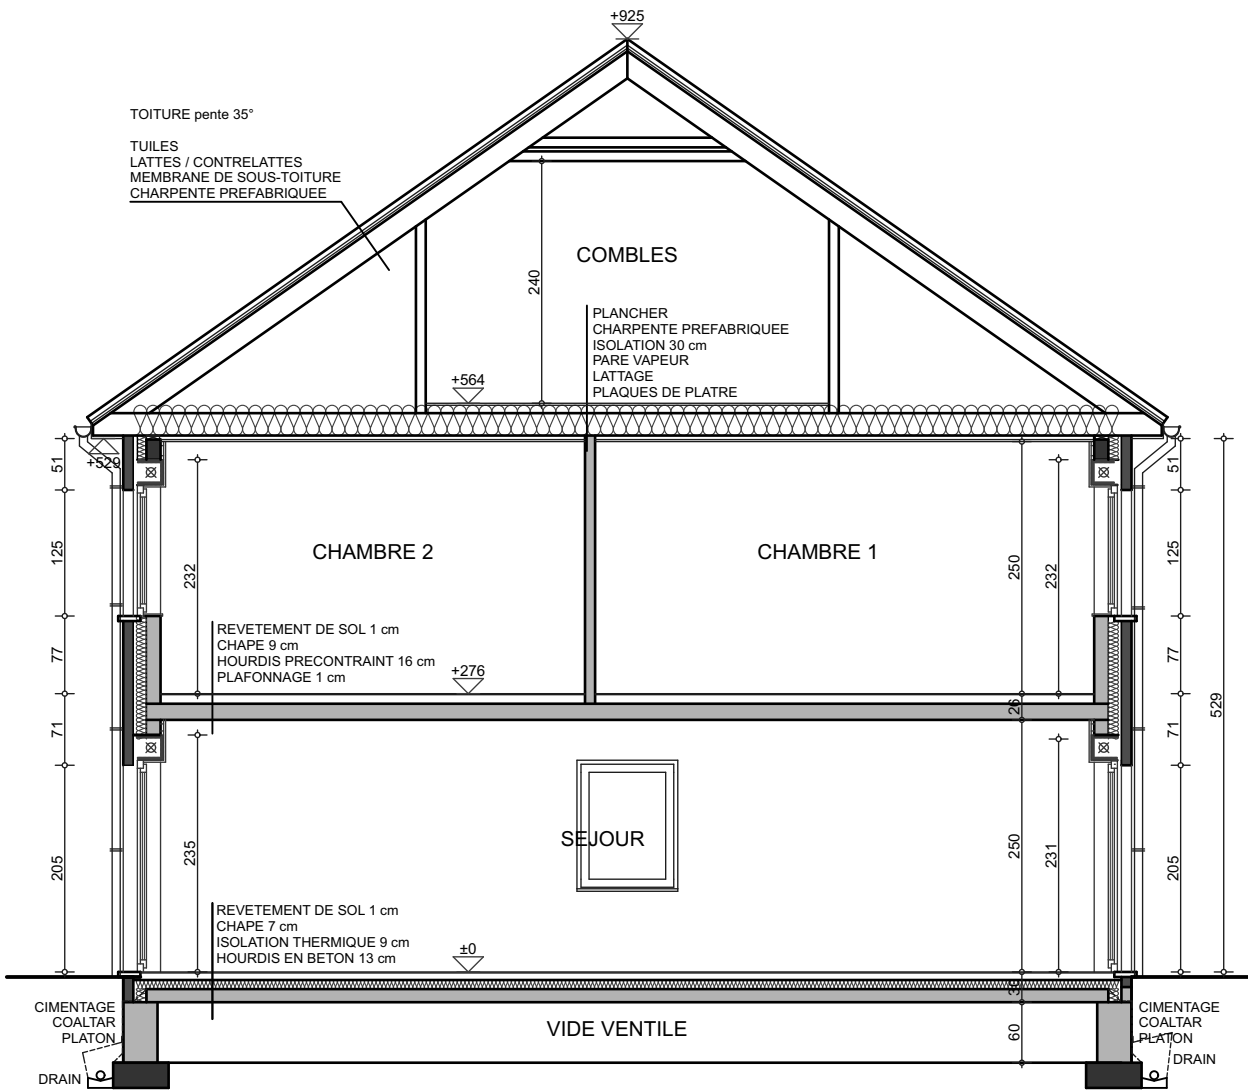 +925
TOITURE pente 35°
TUILES
LATTES / CONTRELATTES
MEMBRANE DE SOUS-TOITURE
CHARPENTE PREFABRIQUEE
COMBLES
240
PLANCHER
CHARPENTE PREFABRIQUEE
ISOLATION 30 cm
PARE VAPEUR
LATTAGE
PLAQUES DE PLATRE
+564
+529
51
51
125
CHAMBRE 2
CHAMBRE 1
125
232
250
232
REVETEMENT DE SOL 1 cm
CHAPE 9 cm
HOURDIS PRECONTRAINT 16 cm
PLAFONNAGE 1 cm
77
77
+276
26
529
71
71
SEJOUR
205
235
250
231
205
REVETEMENT DE SOL 1 cm
CHAPE 7 cm
ISOLATION THERMIQUE 9 cm
HOURDIS EN BETON 13 cm
±0
30
CIMENTAGE
COALTAR
PLATON
DRAIN
VIDE VENTILE
60
CIMENTAGE
COALTAR
PLATON
DRAIN